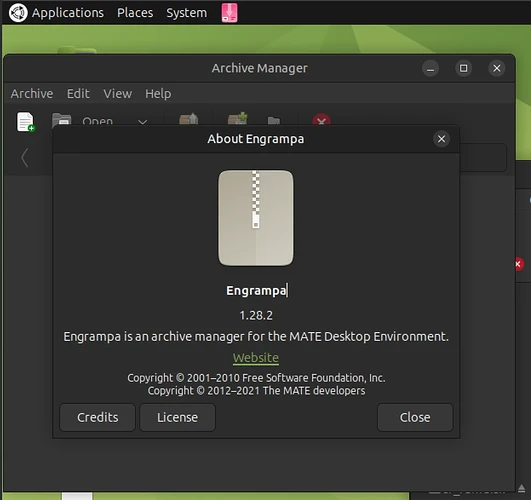 Applications Places System
Archive Manager
Archive Edit View Help
Open
About Engrampa
Engrampa
1.28.2
Engrampa is an archive manager for the MATE Desktop Environment.
Website
Copyright © 2001–2010 Free Software Foundation, Inc.
Copyright © 2012–2021 The MATE developers
Credits License Close